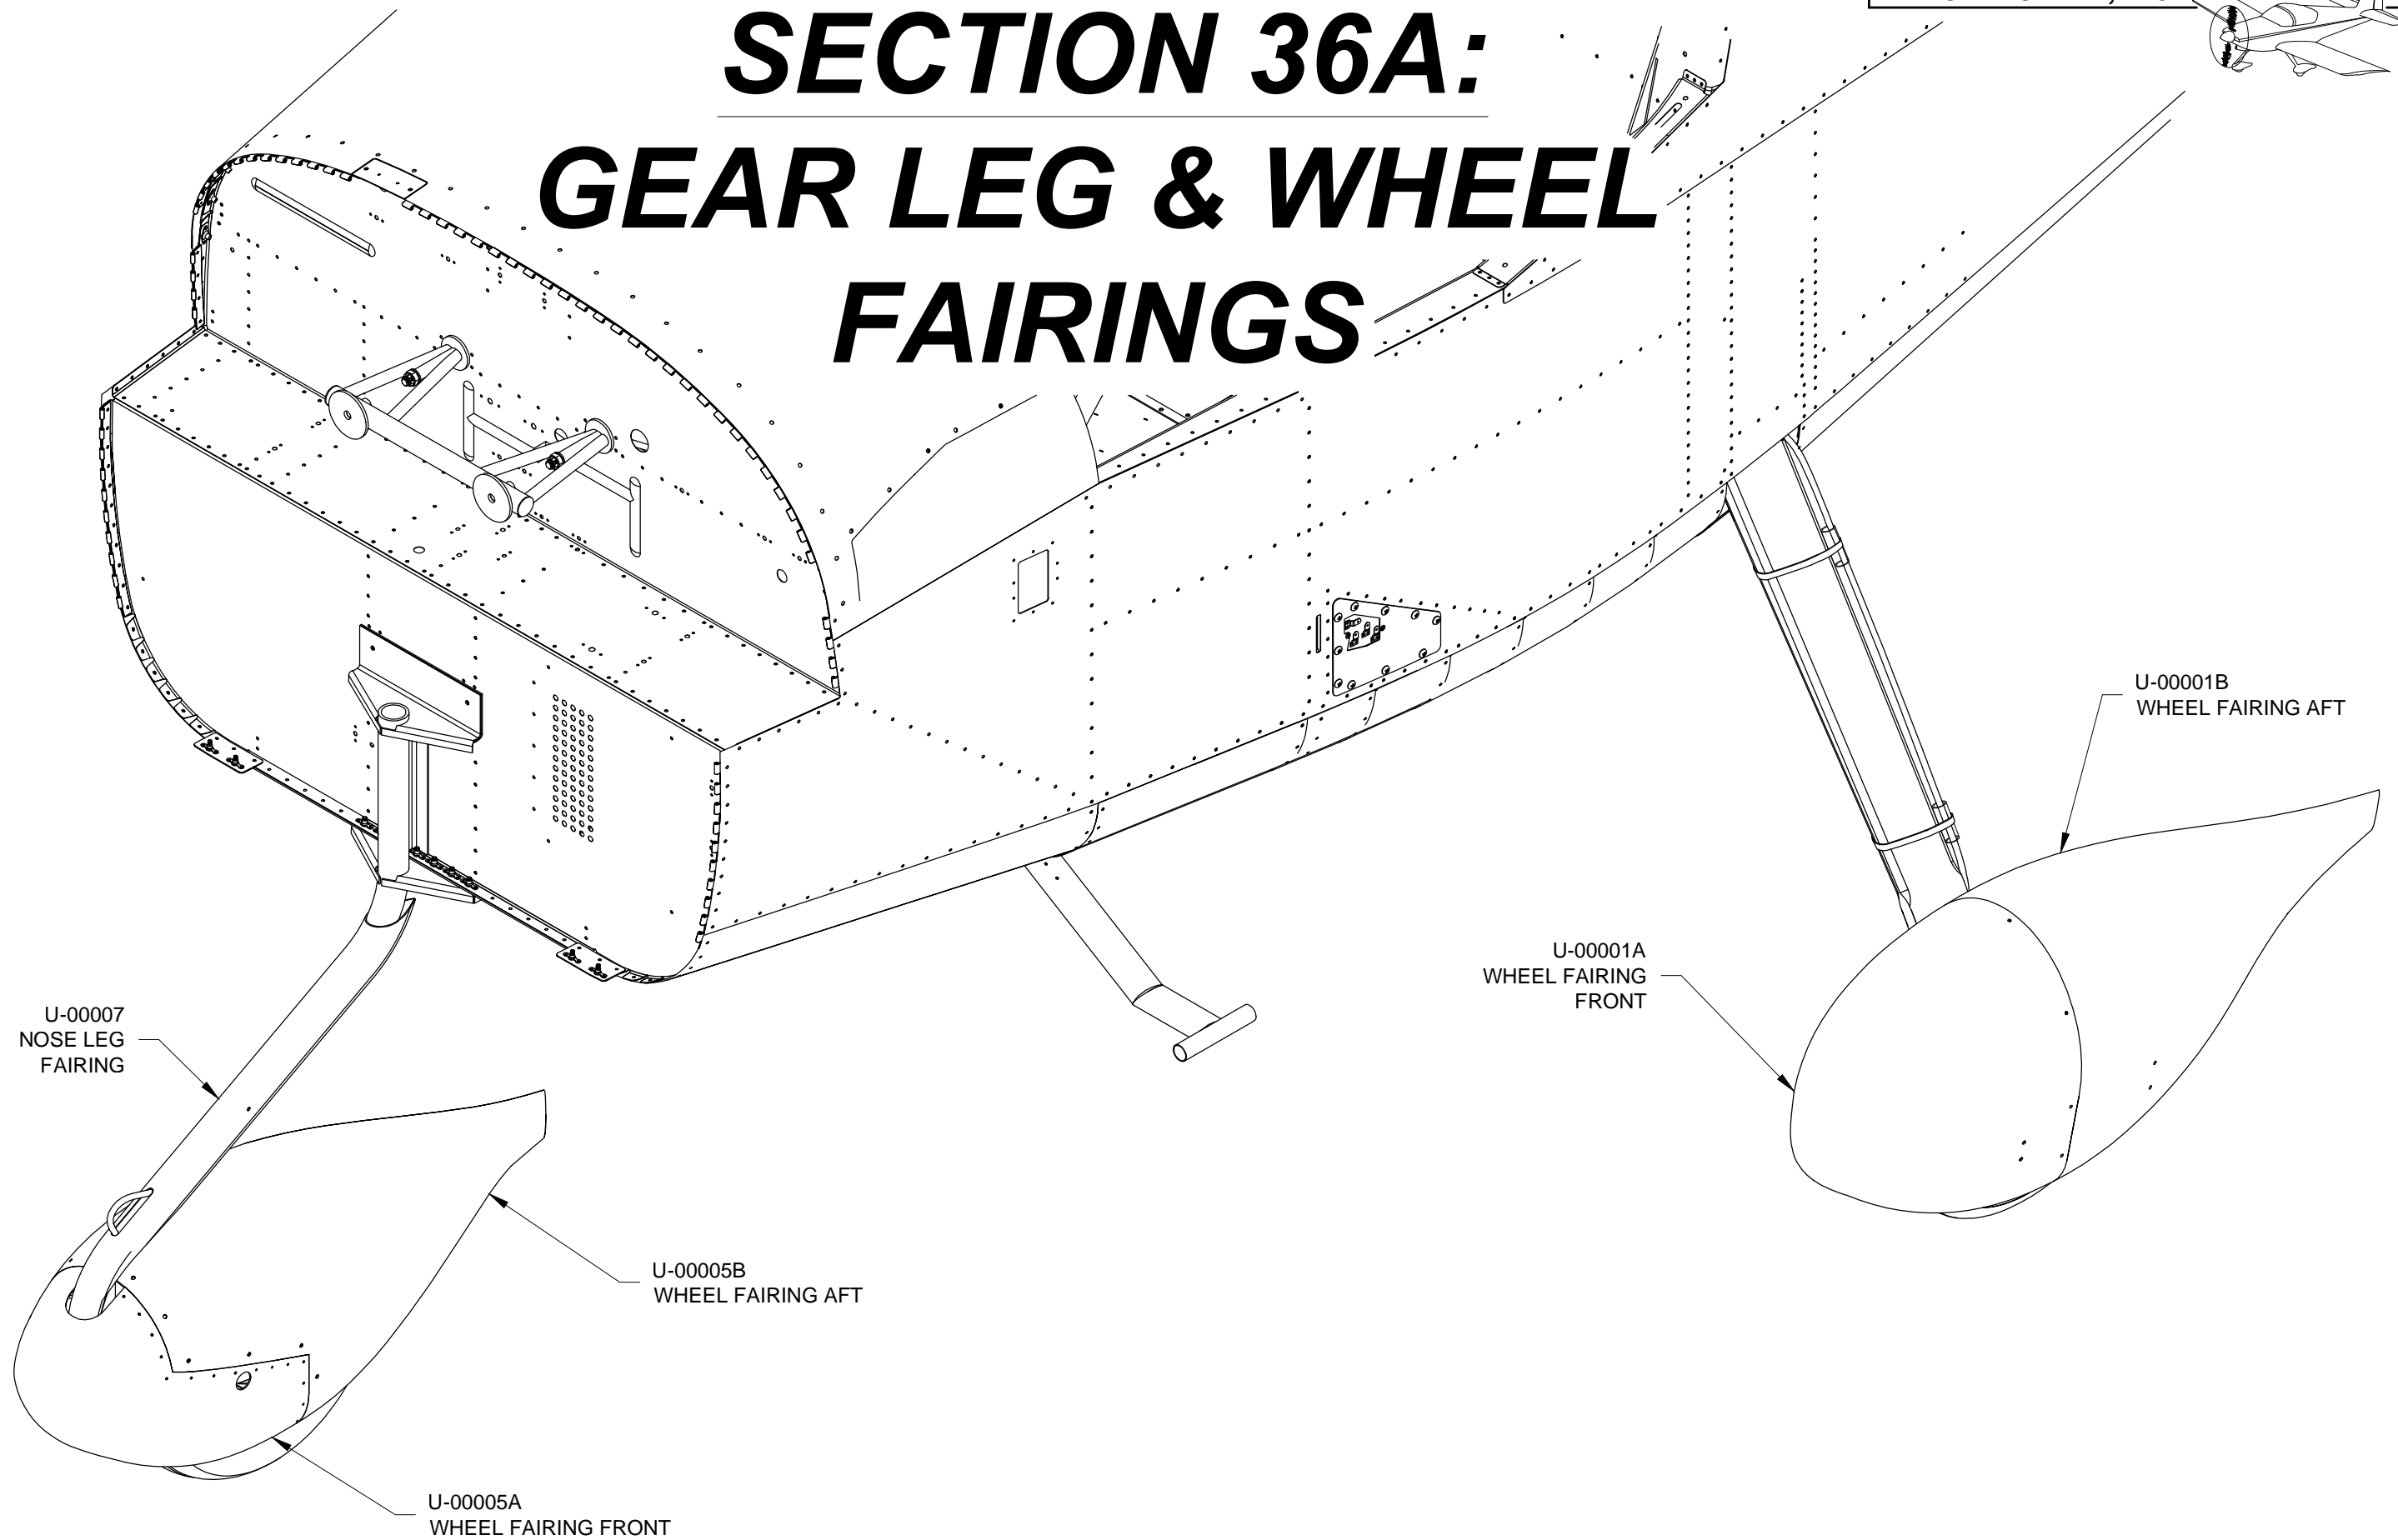 SECTION 36A:
GEAR LEG & WHEEL
FAIRINGS
U-00001B
WHEEL FAIRING AFT
U-00001A
WHEEL FAIRING
FRONT
U-00007
NOSE LEG
FAIRING
U-00005B
WHEEL FAIRING AFT
U-00005A
WHEEL FAIRING FRONT